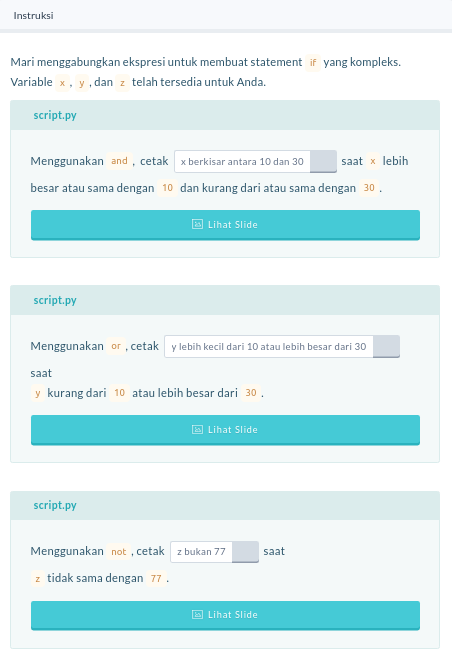 Instruksi
Mari menggabungkan ekspresi untuk membuat statement if yang kompleks.
Variable x , y , dan z telah tersedia untuk Anda.
script.py
Menggunakan and , cetak x berkisar antara 10 dan 30 saat x lebih
besar atau sama dengan 10 dan kurang dari atau sama dengan 30 .
Lihat Slide
script.py
Menggunakan or , cetak y lebih kecil dari 10 atau lebih besar dari 30
saat
y kurang dari 10 atau lebih besar dari 30 .
Lihat Slide
script.py
Menggunakan not , cetak z bukan 77 saat
z tidak sama dengan 77 .
Lihat Slide